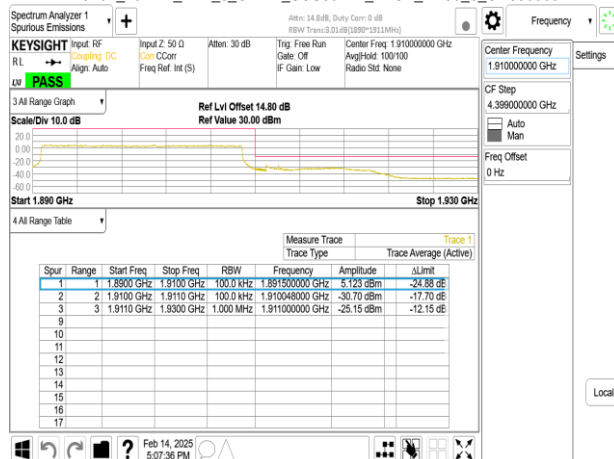 Spectrum Analyzer 1
Spurious Emissions
Attn: 14.8dB, Duty Corr: 0 dB
RBW Trans:3.01dB(1890~1911MHz)
Frequency
Settings
KEYSIGHT
RL
LXI
PASS
Input: RF
Coupling: DC
Align: Auto
Input Z: 50 Ω
Corr CCorr
Freq Ref: Int (S)
Atten: 30 dB
Trig: Free Run
Gate: Off
IF Gain: Low
Center Freq: 1.910000000 GHz
Avg|Hold: 100/100
Radio Std: None
Center Frequency
1.910000000 GHz
CF Step
4.399000000 GHz
Auto
Man
Freq Offset
0 Hz
3 All Range Graph
Scale/Div 10.0 dB
Ref Lvl Offset 14.80 dB
Ref Value 30.00 dBm
20.0
0.00
-20.0
-40.0
-60.0
Start 1.890 GHz
Stop 1.930 GHz
4 All Range Table
Measure Trace Trace 1
Trace Type Trace Average (Active)
Spur Range Start Freq Stop Freq RBW Frequency Amplitude ΔLimit
1 1 1.8900 GHz 1.9100 GHz 100.0 kHz 1.891500000 GHz 5.123 dBm -24.88 dB
2 2 1.9100 GHz 1.9110 GHz 100.0 kHz 1.910048000 GHz -30.70 dBm -17.70 dB
3 3 1.9110 GHz 1.9300 GHz 1.000 MHz 1.911000000 GHz -25.15 dBm -12.15 dB
9
10
11
12
13
14
15
16
17
Local
Feb 14, 2025
5:07:36 PM